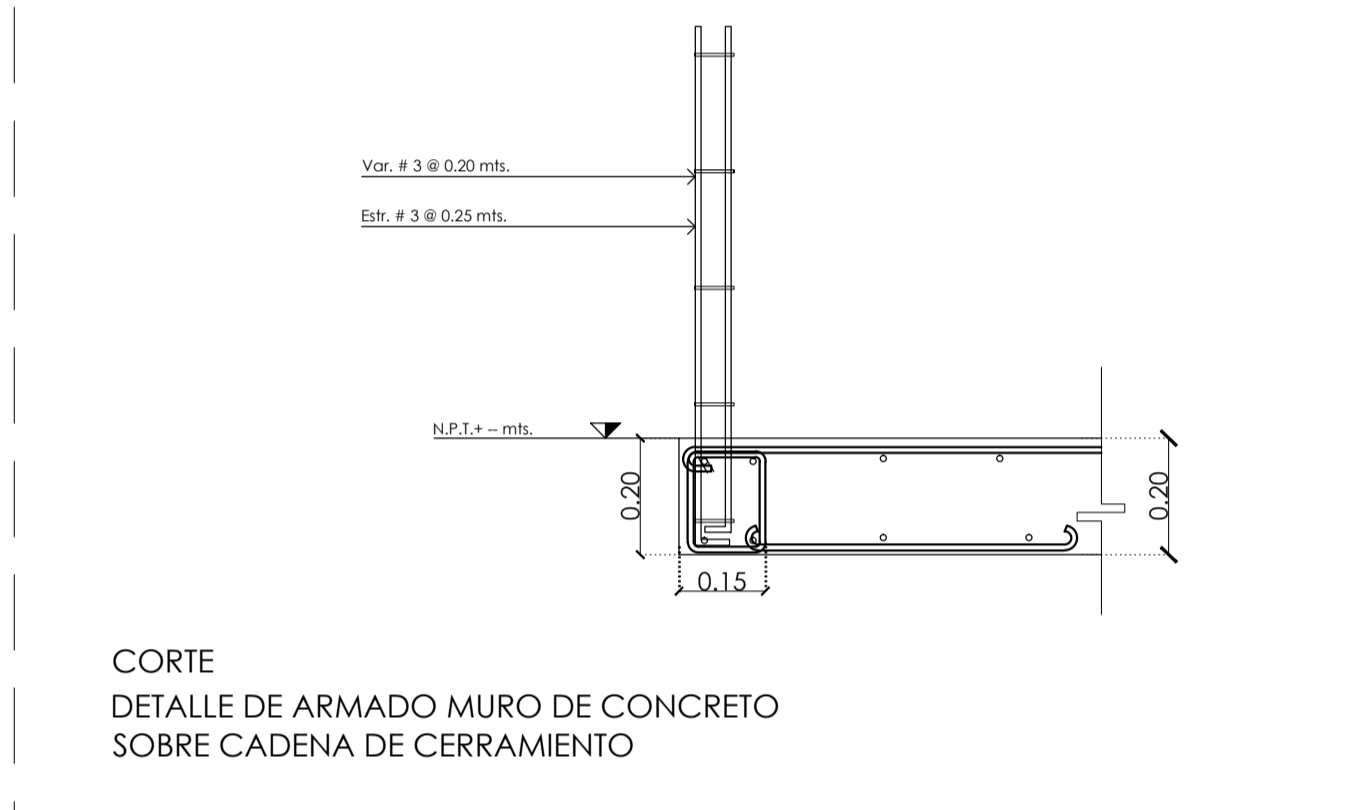 Var. # 3 @ 0.20 mts.
Estr. # 3 @ 0.25 mts.
N.P.T.+ -- mts.
0.20
0.20
0.15
CORTE
DETALLE DE ARMADO MURO DE CONCRETO
SOBRE CADENA DE CERRAMIENTO